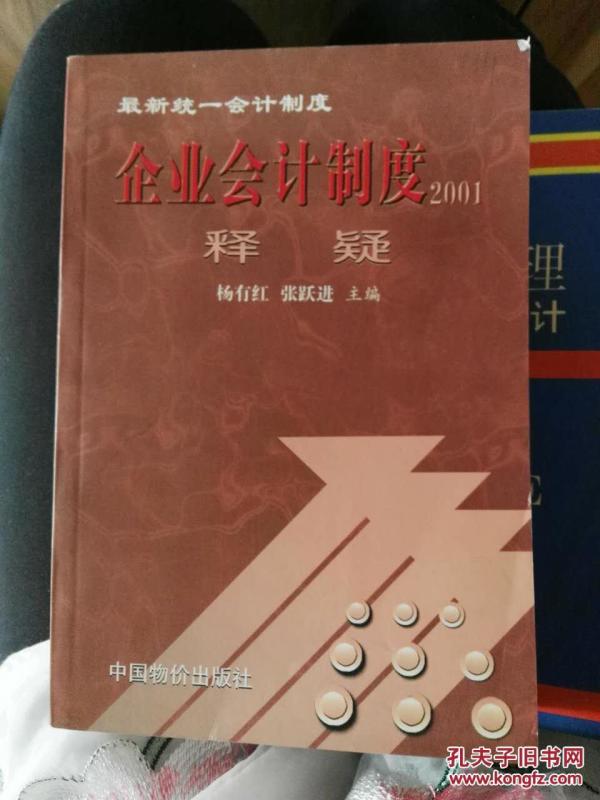 最新统一会计制度
企业会计制度2001
释 疑
杨有红 张跃进 主编
中国物价出版社
理
计
孔夫子旧书网
www.kongfz.com